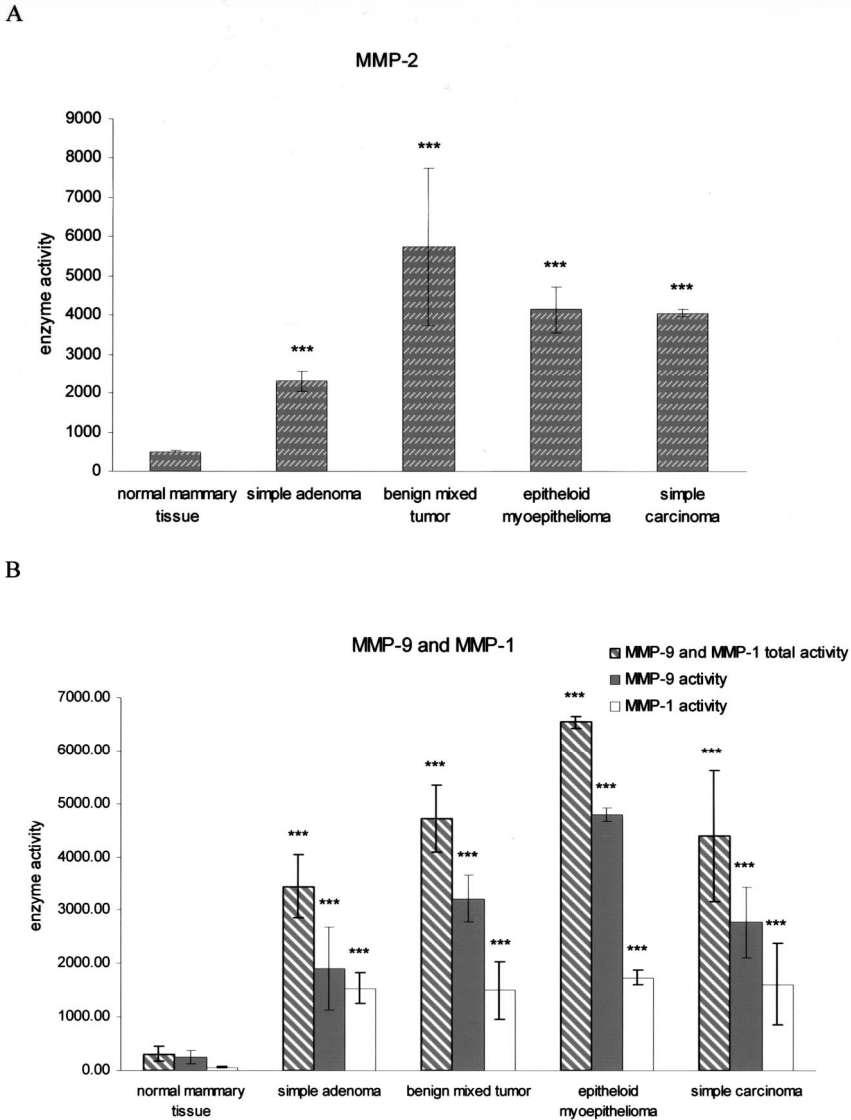 A
MMP-2
9000
8000
7000
6000
5000
4000
3000
2000
1000
0
enzyme activity
***
***
***
***
normal mammary tissue
simple adenoma
benign mixed tumor
epitheloid myoepithelioma
simple carcinoma
B
MMP-9 and MMP-1
MMP-9 and MMP-1 total activity
MMP-9 activity
MMP-1 activity
7000.00
6000.00
5000.00
4000.00
3000.00
2000.00
1000.00
0.00
enzyme activity
***
***
***
***
***
***
***
***
***
***
***
***
normal mammary tissue
simple adenoma
benign mixed tumor
epitheloid myoepithelioma
simple carcinoma